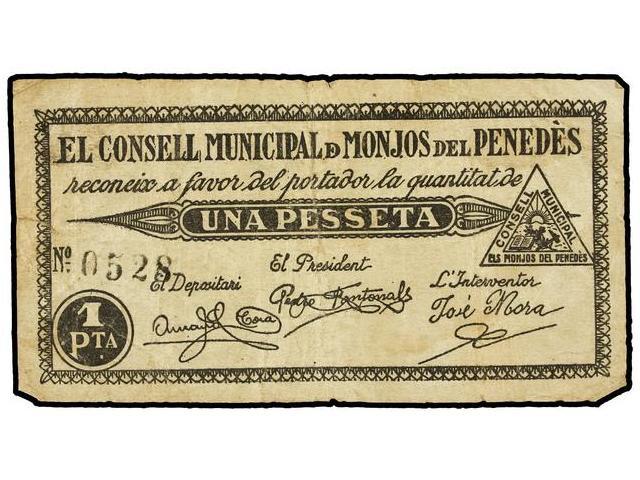 EL CONSELL MUNICIPAL D MONJOS DEL PENEDÈS
reconeix a favor del portador la quantitat de
UNA PESSETA
CONSELL MUNICIPAL
ELS MONJOS DEL PENEDÈS
Nº 0528
El Depositari
El President
L'Interventor
José Mora
1
PTA